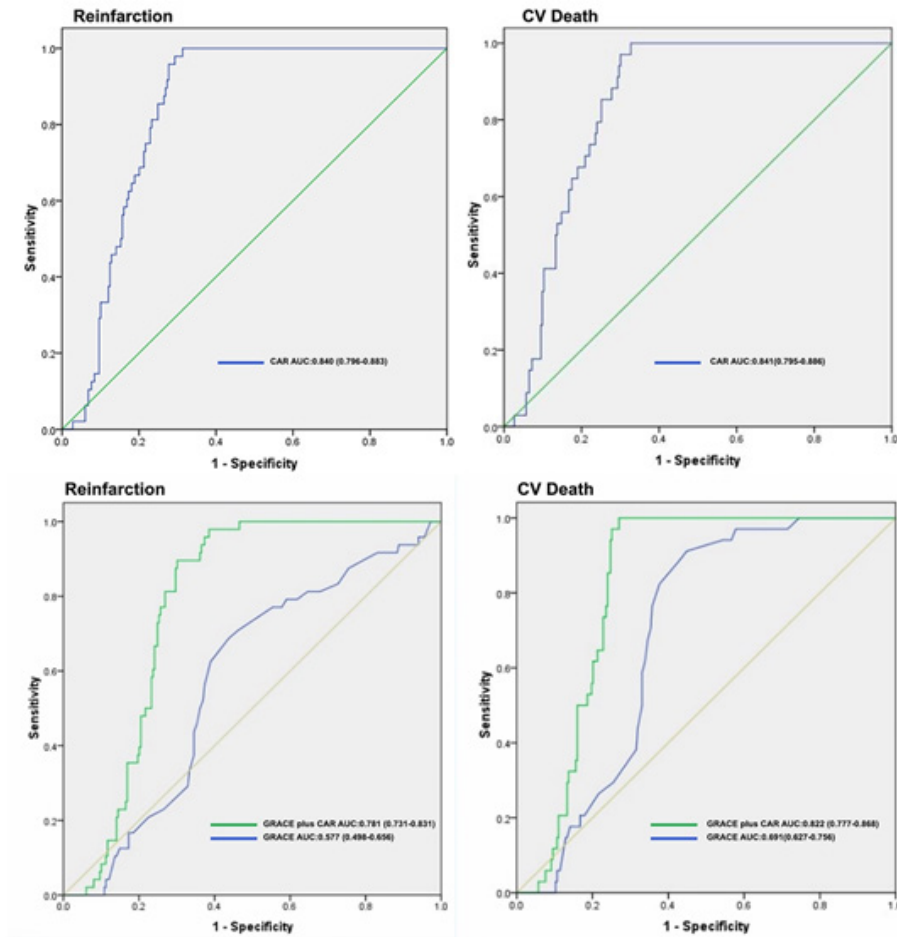 Reinfarction
1.0
0.8
0.6
0.4
0.2
0.0
Sensitivity
CAR AUC:0.840 (0.796-0.883)
0.0 0.2 0.4 0.6 0.8 1.0
1 - Specificity
CV Death
1.0
0.8
0.6
0.4
0.2
0.0
Sensitivity
CAR AUC:0.841(0.795-0.886)
0.0 0.2 0.4 0.6 0.8 1.0
1 - Specificity
Reinfarction
1.0
0.8
0.6
0.4
0.2
0.0
Sensitivity
GRACE plus CAR AUC:0.781 (0.731-0.831)
GRACE AUC:0.577 (0.498-0.656)
0.0 0.2 0.4 0.6 0.8 1.0
1 - Specificity
CV Death
1.0
0.8
0.6
0.4
0.2
0.0
Sensitivity
GRACE plus CAR AUC:0.822 (0.777-0.868)
GRACE AUC:0.691(0.627-0.756)
0.0 0.2 0.4 0.6 0.8 1.0
1 - Specificity